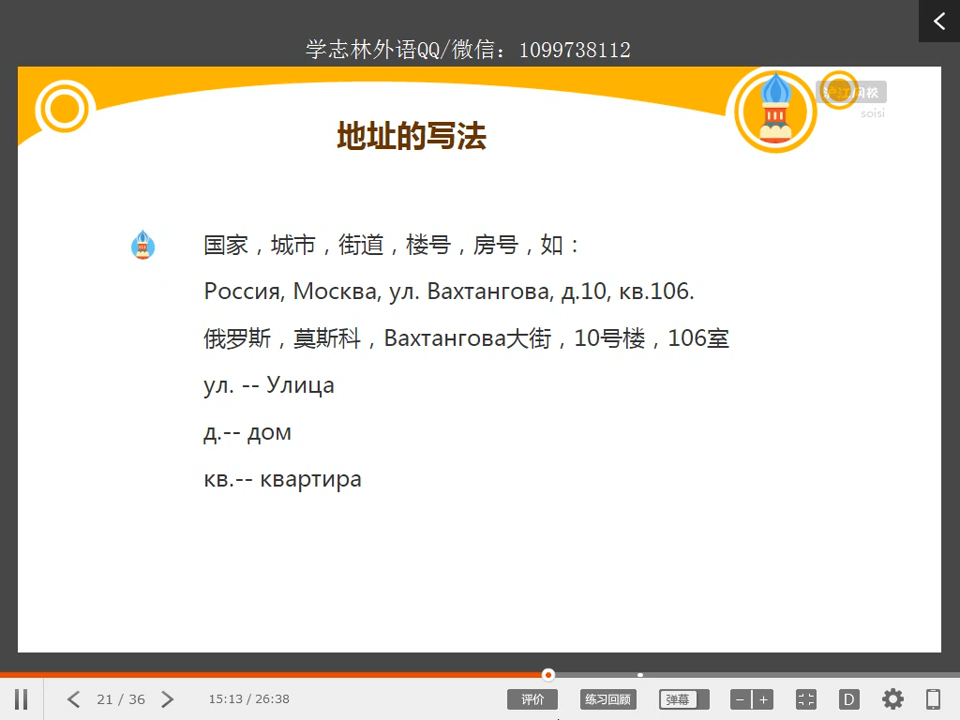 学志林外语QQ/微信：1099738112
沪江网校
soisi
地址的写法
国家，城市，街道，楼号，房号，如：
Россия, Москва, ул. Вахтангова, д.10, кв.106.
俄罗斯，莫斯科，Вахтангова大街，10号楼，106室
ул. -- Улица
д.-- дом
кв.-- квартира
21 / 36
15:13 / 26:38
评价
练习回顾
弹幕
D